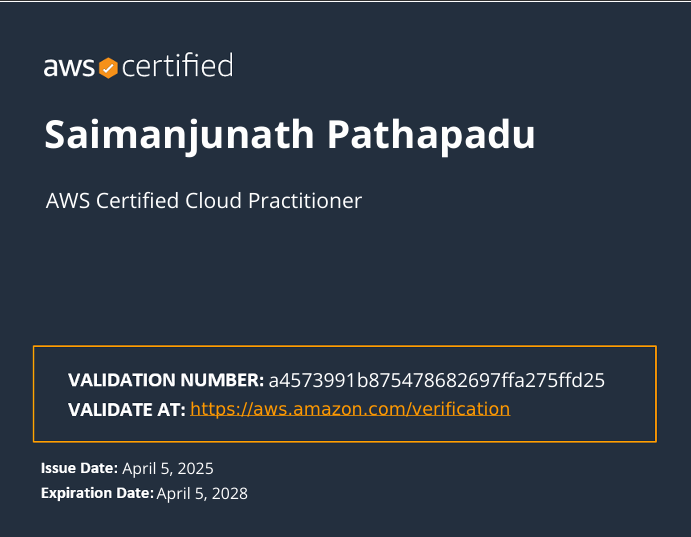 aws certified
Saimanjunath Pathapadu
AWS Certified Cloud Practitioner
VALIDATION NUMBER: a4573991b875478682697ffa275ffd25
VALIDATE AT: https://aws.amazon.com/verification
Issue Date: April 5, 2025
Expiration Date: April 5, 2028